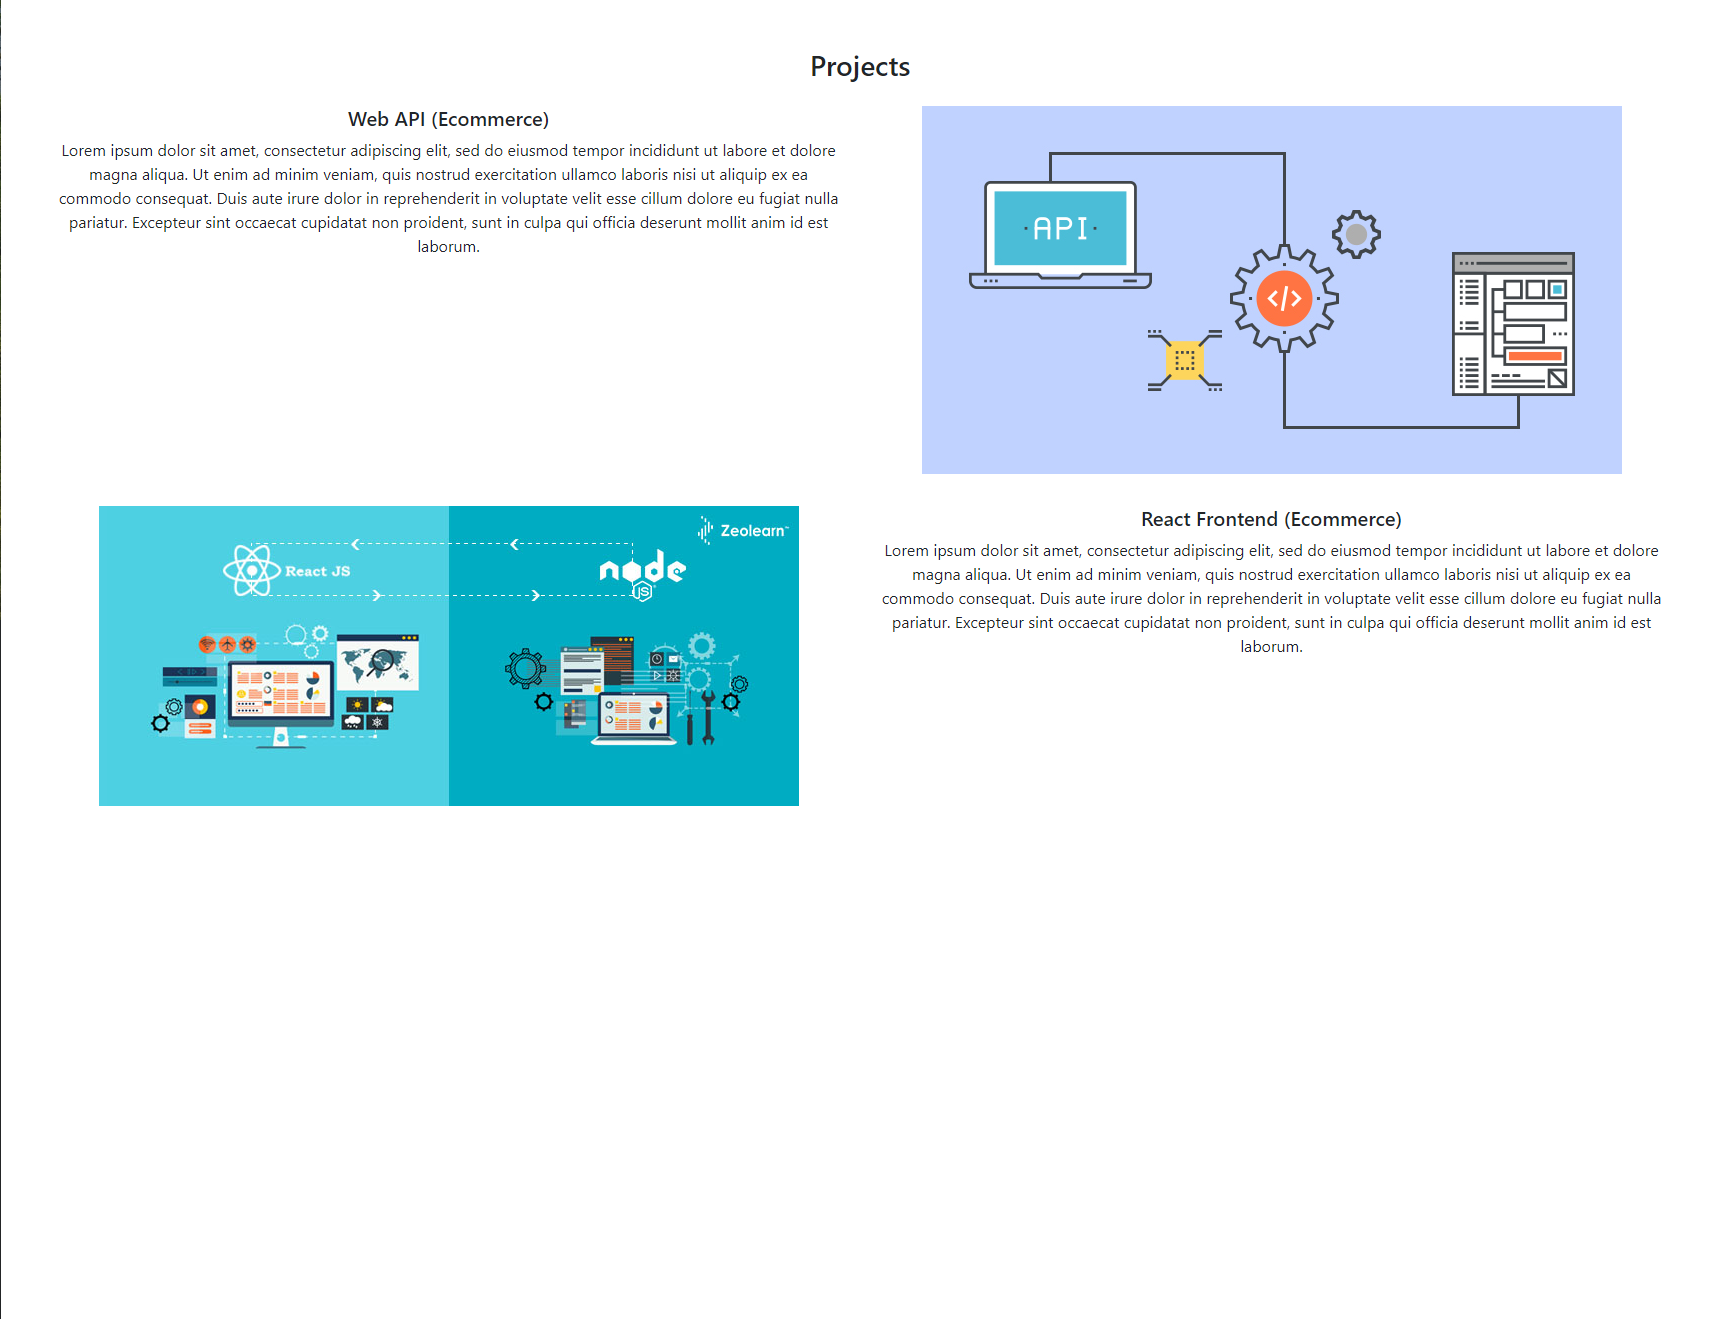 Projects
Web API (Ecommerce)
Lorem ipsum dolor sit amet, consectetur adipiscing elit, sed do eiusmod tempor incididunt ut labore et dolore
magna aliqua. Ut enim ad minim veniam, quis nostrud exercitation ullamco laboris nisi ut aliquip ex ea
commodo consequat. Duis aute irure dolor in reprehenderit in voluptate velit esse cillum dolore eu fugiat nulla
pariatur. Excepteur sint occaecat cupidatat non proident, sunt in culpa qui officia deserunt mollit anim id est
laborum.
·API·
</>
Zeolearn™
React JS
node
JS
React Frontend (Ecommerce)
Lorem ipsum dolor sit amet, consectetur adipiscing elit, sed do eiusmod tempor incididunt ut labore et dolore
magna aliqua. Ut enim ad minim veniam, quis nostrud exercitation ullamco laboris nisi ut aliquip ex ea
commodo consequat. Duis aute irure dolor in reprehenderit in voluptate velit esse cillum dolore eu fugiat nulla
pariatur. Excepteur sint occaecat cupidatat non proident, sunt in culpa qui officia deserunt mollit anim id est
laborum.